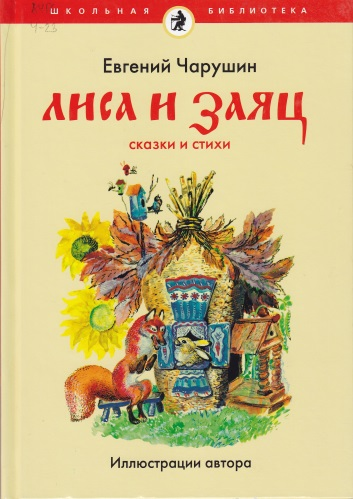 ШКОЛЬНАЯ БИБЛИОТЕКА
Евгений Чарушин
ЛИСА И ЗАЯЦ
СКАЗКИ И СТИХИ
Иллюстрации автора